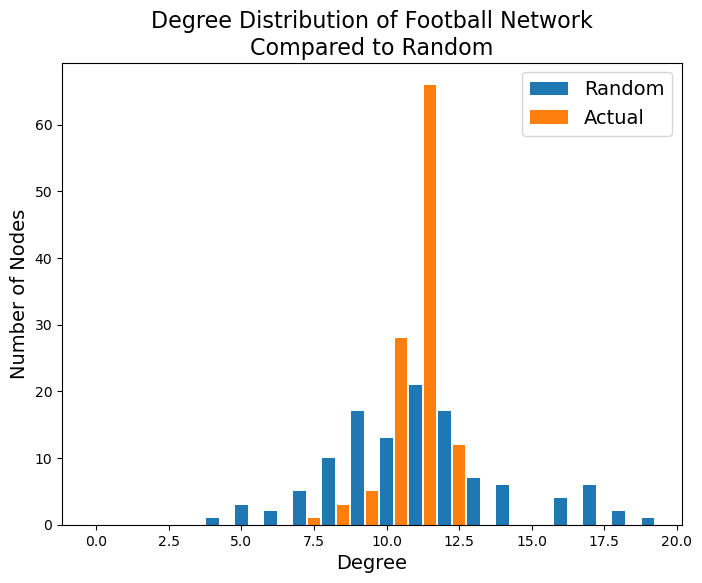 Degree Distribution of Football Network
Compared to Random
Random
Actual
Number of Nodes
60
50
40
30
20
10
0
0.0 2.5 5.0 7.5 10.0 12.5 15.0 17.5 20.0
Degree